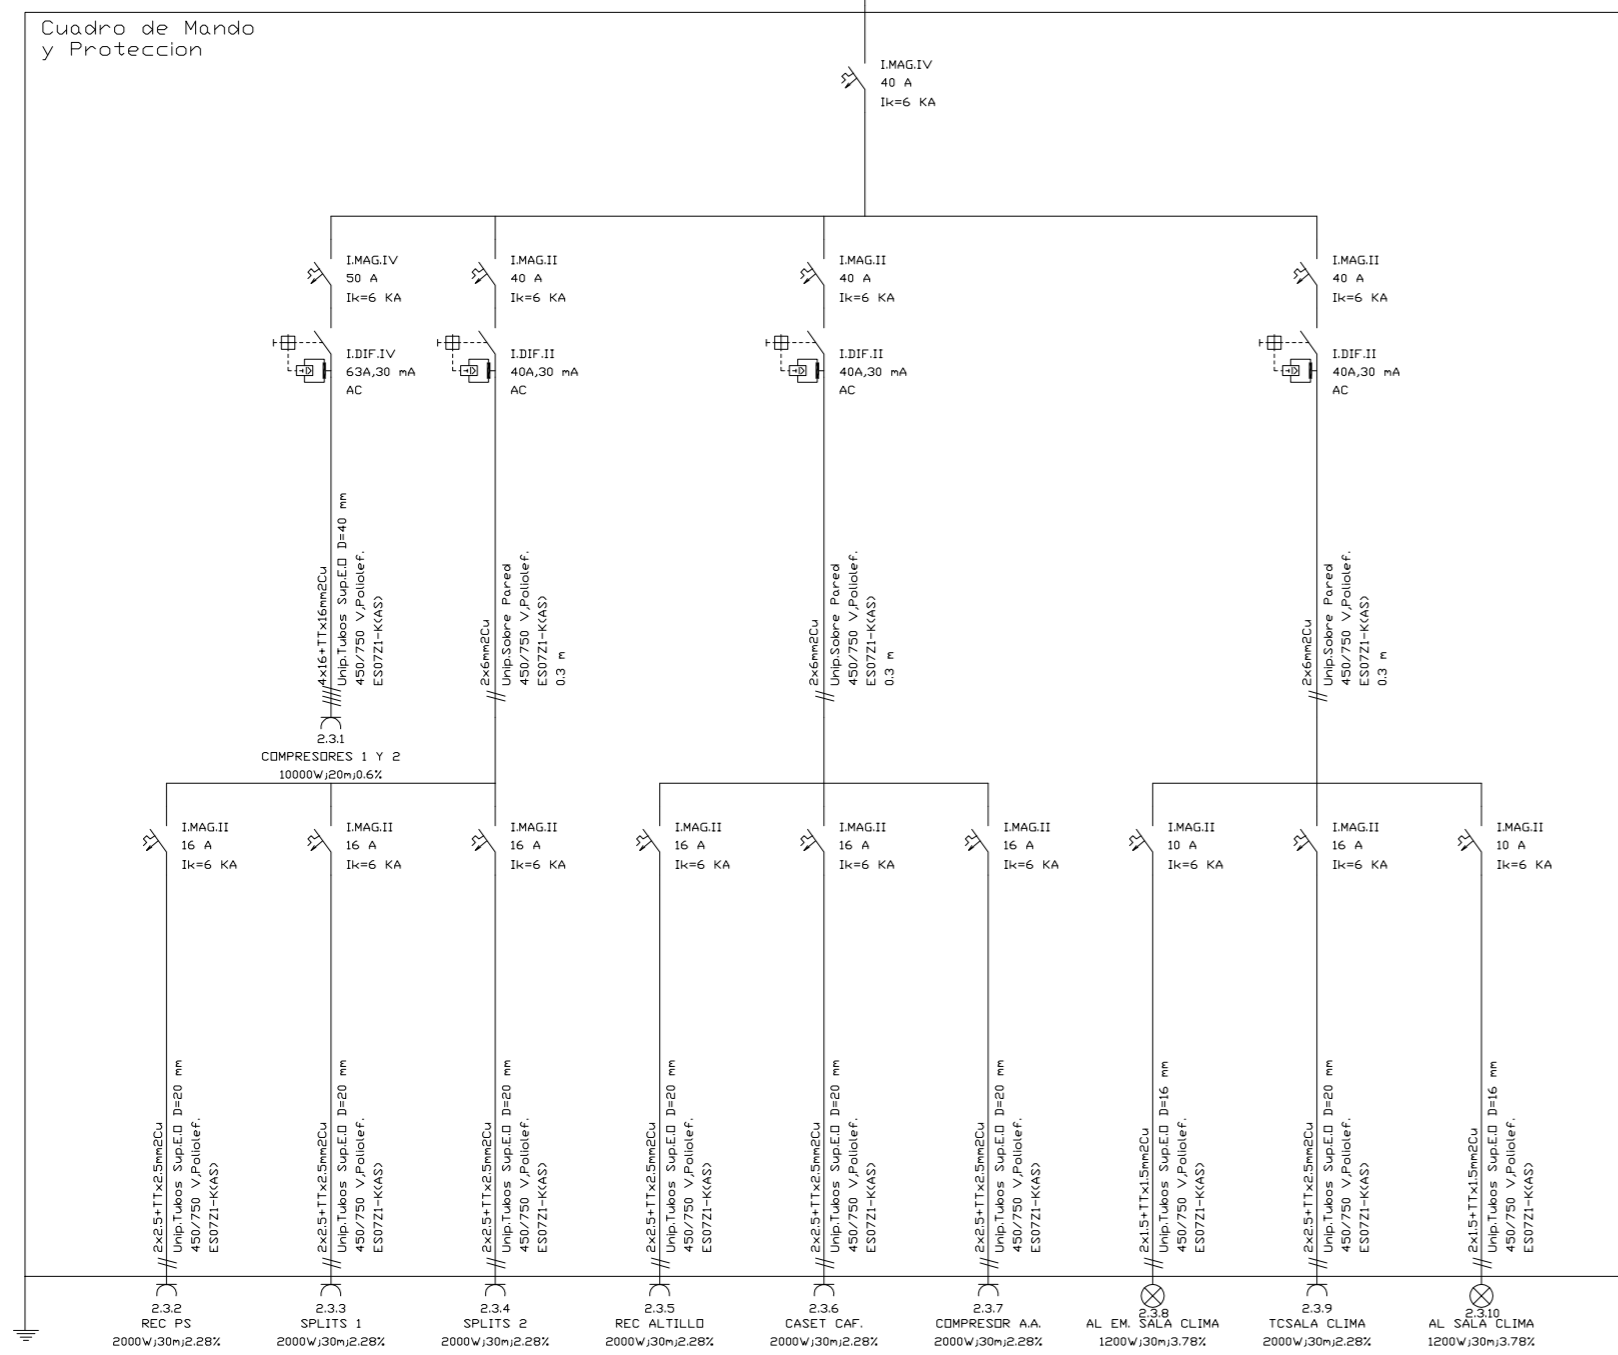 Cuadro de Mando
y Proteccion
I.MAG.IV
40 A
Ik=6 KA
I.MAG.IV
50 A
Ik=6 KA
I.DIF.IV
63A,30 mA
AC
4x16+TTx16mm2Cu
Unip.Tubos Sup.E.O D=40 mm
450/750 V,Poliolef.
ES07Z1-K(AS)
2.3.1
COMPRESORES 1 Y 2
10000W;20m;0.6%
I.MAG.II
40 A
Ik=6 KA
I.DIF.II
40A,30 mA
AC
2x6mm2Cu
Unip.Sobre Pared
450/750 V,Poliolef.
ES07Z1-K(AS)
0.3 m
I.MAG.II
40 A
Ik=6 KA
I.DIF.II
40A,30 mA
AC
2x6mm2Cu
Unip.Sobre Pared
450/750 V,Poliolef.
ES07Z1-K(AS)
0.3 m
I.MAG.II
40 A
Ik=6 KA
I.DIF.II
40A,30 mA
AC
2x6mm2Cu
Unip.Sobre Pared
450/750 V,Poliolef.
ES07Z1-K(AS)
0.3 m
I.MAG.II
16 A
Ik=6 KA
2x2.5+TTx2.5mm2Cu
Unip.Tubos Sup.E.O D=20 mm
450/750 V,Poliolef.
ES07Z1-K(AS)
2.3.2
REC PS
2000W;30m;2.28%
I.MAG.II
16 A
Ik=6 KA
2x2.5+TTx2.5mm2Cu
Unip.Tubos Sup.E.O D=20 mm
450/750 V,Poliolef.
ES07Z1-K(AS)
2.3.3
SPLITS 1
2000W;30m;2.28%
I.MAG.II
16 A
Ik=6 KA
2x2.5+TTx2.5mm2Cu
Unip.Tubos Sup.E.O D=20 mm
450/750 V,Poliolef.
ES07Z1-K(AS)
2.3.4
SPLITS 2
2000W;30m;2.28%
I.MAG.II
16 A
Ik=6 KA
2x2.5+TTx2.5mm2Cu
Unip.Tubos Sup.E.O D=20 mm
450/750 V,Poliolef.
ES07Z1-K(AS)
2.3.5
REC ALTILLO
2000W;30m;2.28%
I.MAG.II
16 A
Ik=6 KA
2x2.5+TTx2.5mm2Cu
Unip.Tubos Sup.E.O D=20 mm
450/750 V,Poliolef.
ES07Z1-K(AS)
2.3.6
CASET CAF.
2000W;30m;2.28%
I.MAG.II
16 A
Ik=6 KA
2x2.5+TTx2.5mm2Cu
Unip.Tubos Sup.E.O D=20 mm
450/750 V,Poliolef.
ES07Z1-K(AS)
2.3.7
COMPRESOR A.A.
2000W;30m;2.28%
I.MAG.II
10 A
Ik=6 KA
2x1.5+TTx1.5mm2Cu
Unip.Tubos Sup.E.O D=16 mm
450/750 V,Poliolef.
ES07Z1-K(AS)
2.3.8
AL EM. SALA CLIMA
1200W;30m;3.78%
I.MAG.II
16 A
Ik=6 KA
2x2.5+TTx2.5mm2Cu
Unip.Tubos Sup.E.O D=20 mm
450/750 V,Poliolef.
ES07Z1-K(AS)
2.3.9
TCSALA CLIMA
2000W;30m;2.28%
I.MAG.II
10 A
Ik=6 KA
2x1.5+TTx1.5mm2Cu
Unip.Tubos Sup.E.O D=16 mm
450/750 V,Poliolef.
ES07Z1-K(AS)
2.3.10
AL SALA CLIMA
1200W;30m;3.78%